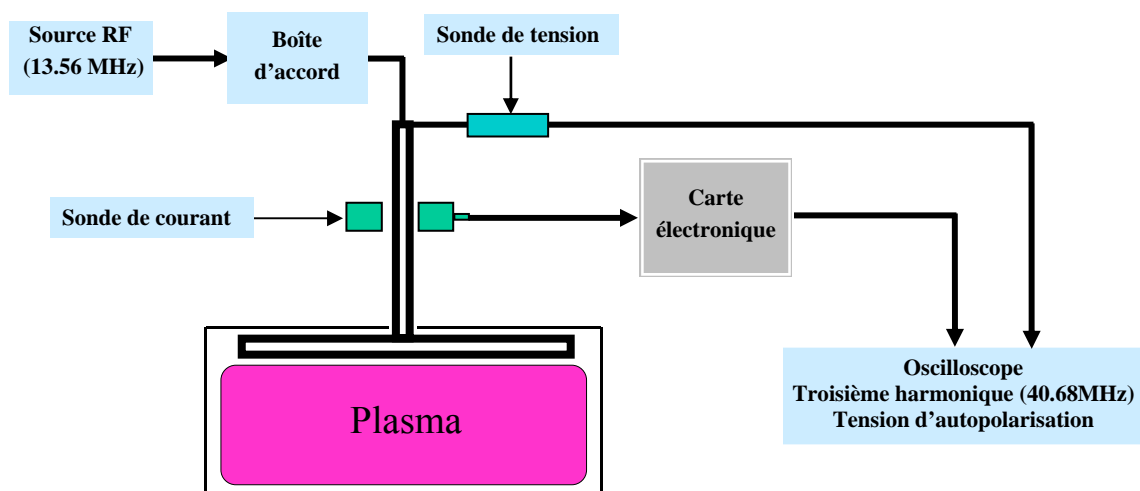 Source RF
(13.56 MHz)
Boîte
d’accord
Sonde de tension
Sonde de courant
Carte
électronique
Plasma
Oscilloscope
Troisième harmonique (40.68MHz)
Tension d’autopolarisation